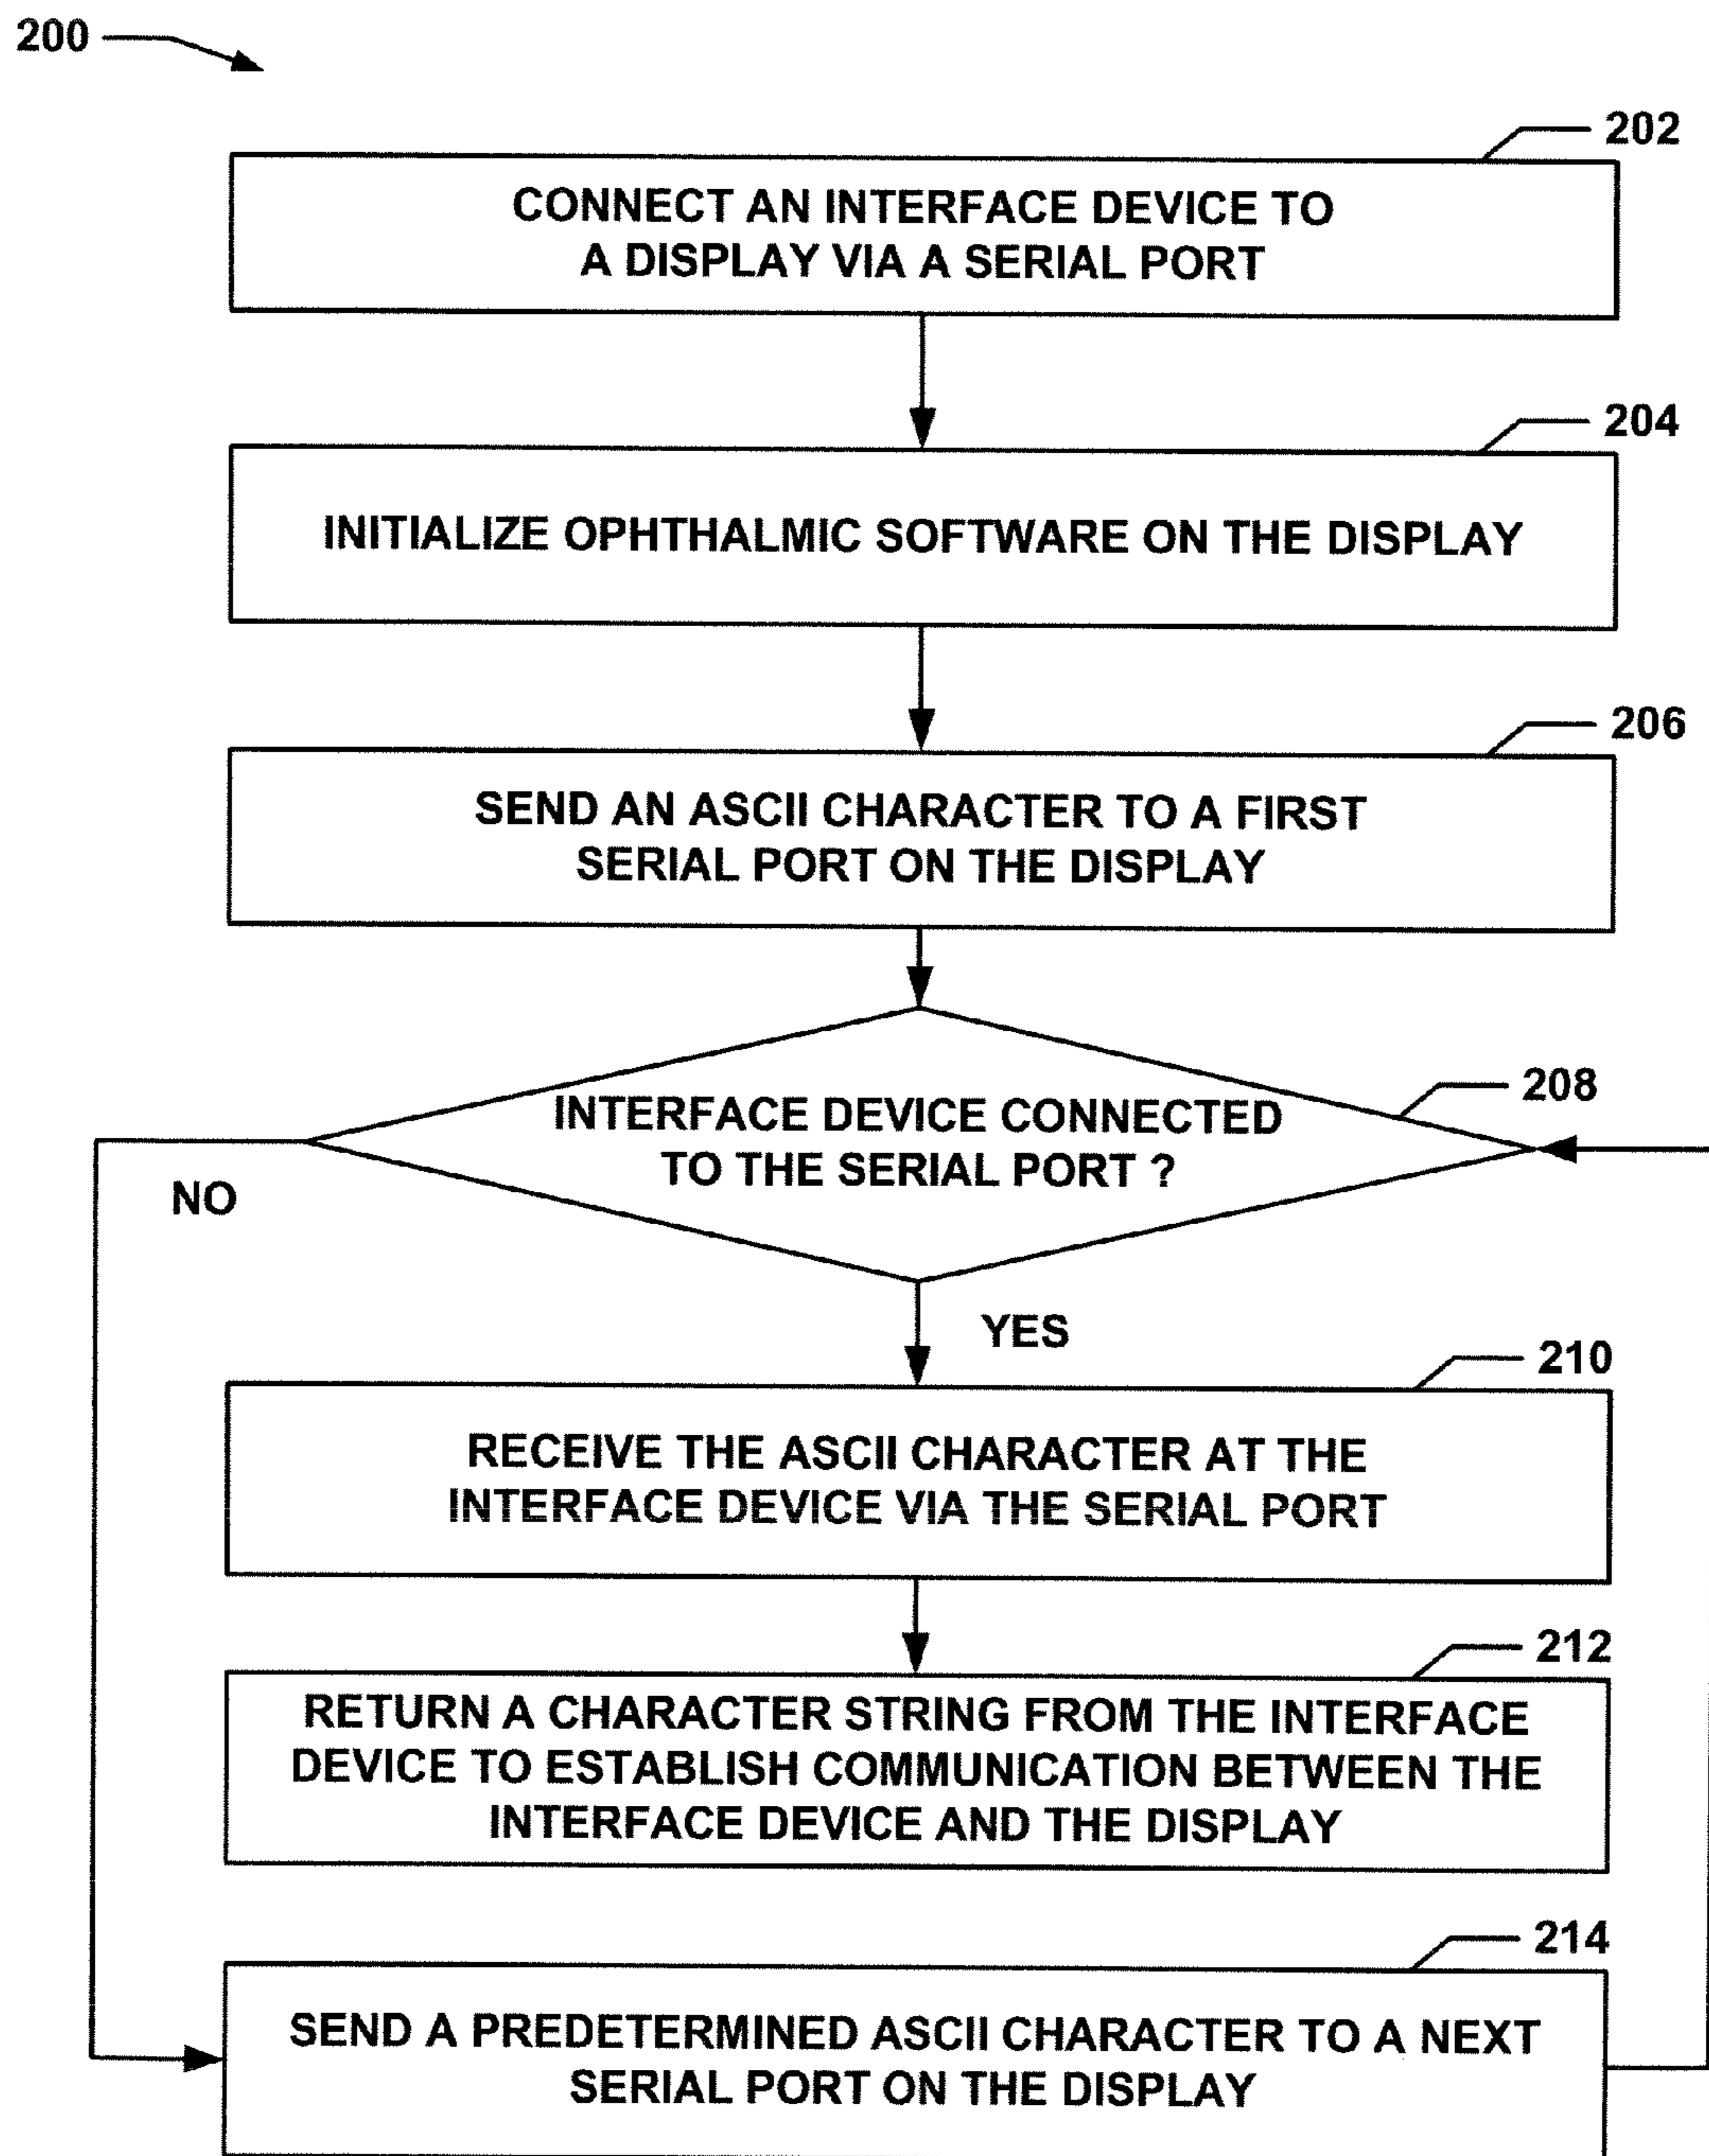 200
202
CONNECT AN INTERFACE DEVICE TO
A DISPLAY VIA A SERIAL PORT
204
INITIALIZE OPHTHALMIC SOFTWARE ON THE DISPLAY
206
SEND AN ASCII CHARACTER TO A FIRST
SERIAL PORT ON THE DISPLAY
208
INTERFACE DEVICE CONNECTED
TO THE SERIAL PORT ?
NO
YES
210
RECEIVE THE ASCII CHARACTER AT THE
INTERFACE DEVICE VIA THE SERIAL PORT
212
RETURN A CHARACTER STRING FROM THE INTERFACE
DEVICE TO ESTABLISH COMMUNICATION BETWEEN THE
INTERFACE DEVICE AND THE DISPLAY
214
SEND A PREDETERMINED ASCII CHARACTER TO A NEXT
SERIAL PORT ON THE DISPLAY